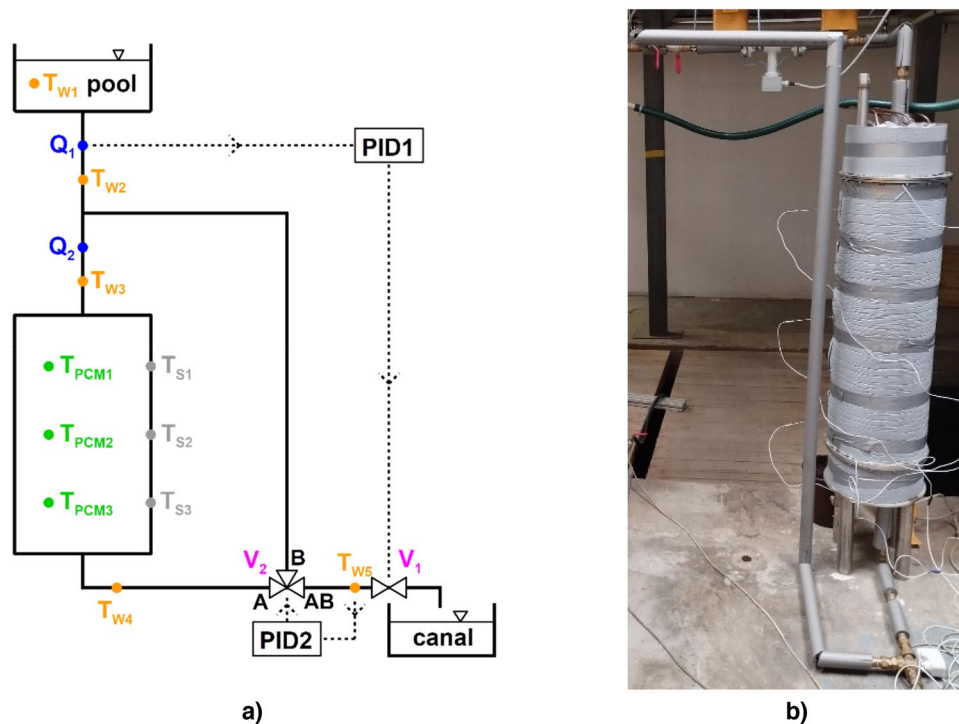 T_W1 pool
Q_1
PID1
T_W2
Q_2
T_W3
T_PCM1 T_S1
T_PCM2 T_S2
T_PCM3 T_S3
V_2 B T_W5 V_1
A AB
T_W4
PID2 canal
a) b)